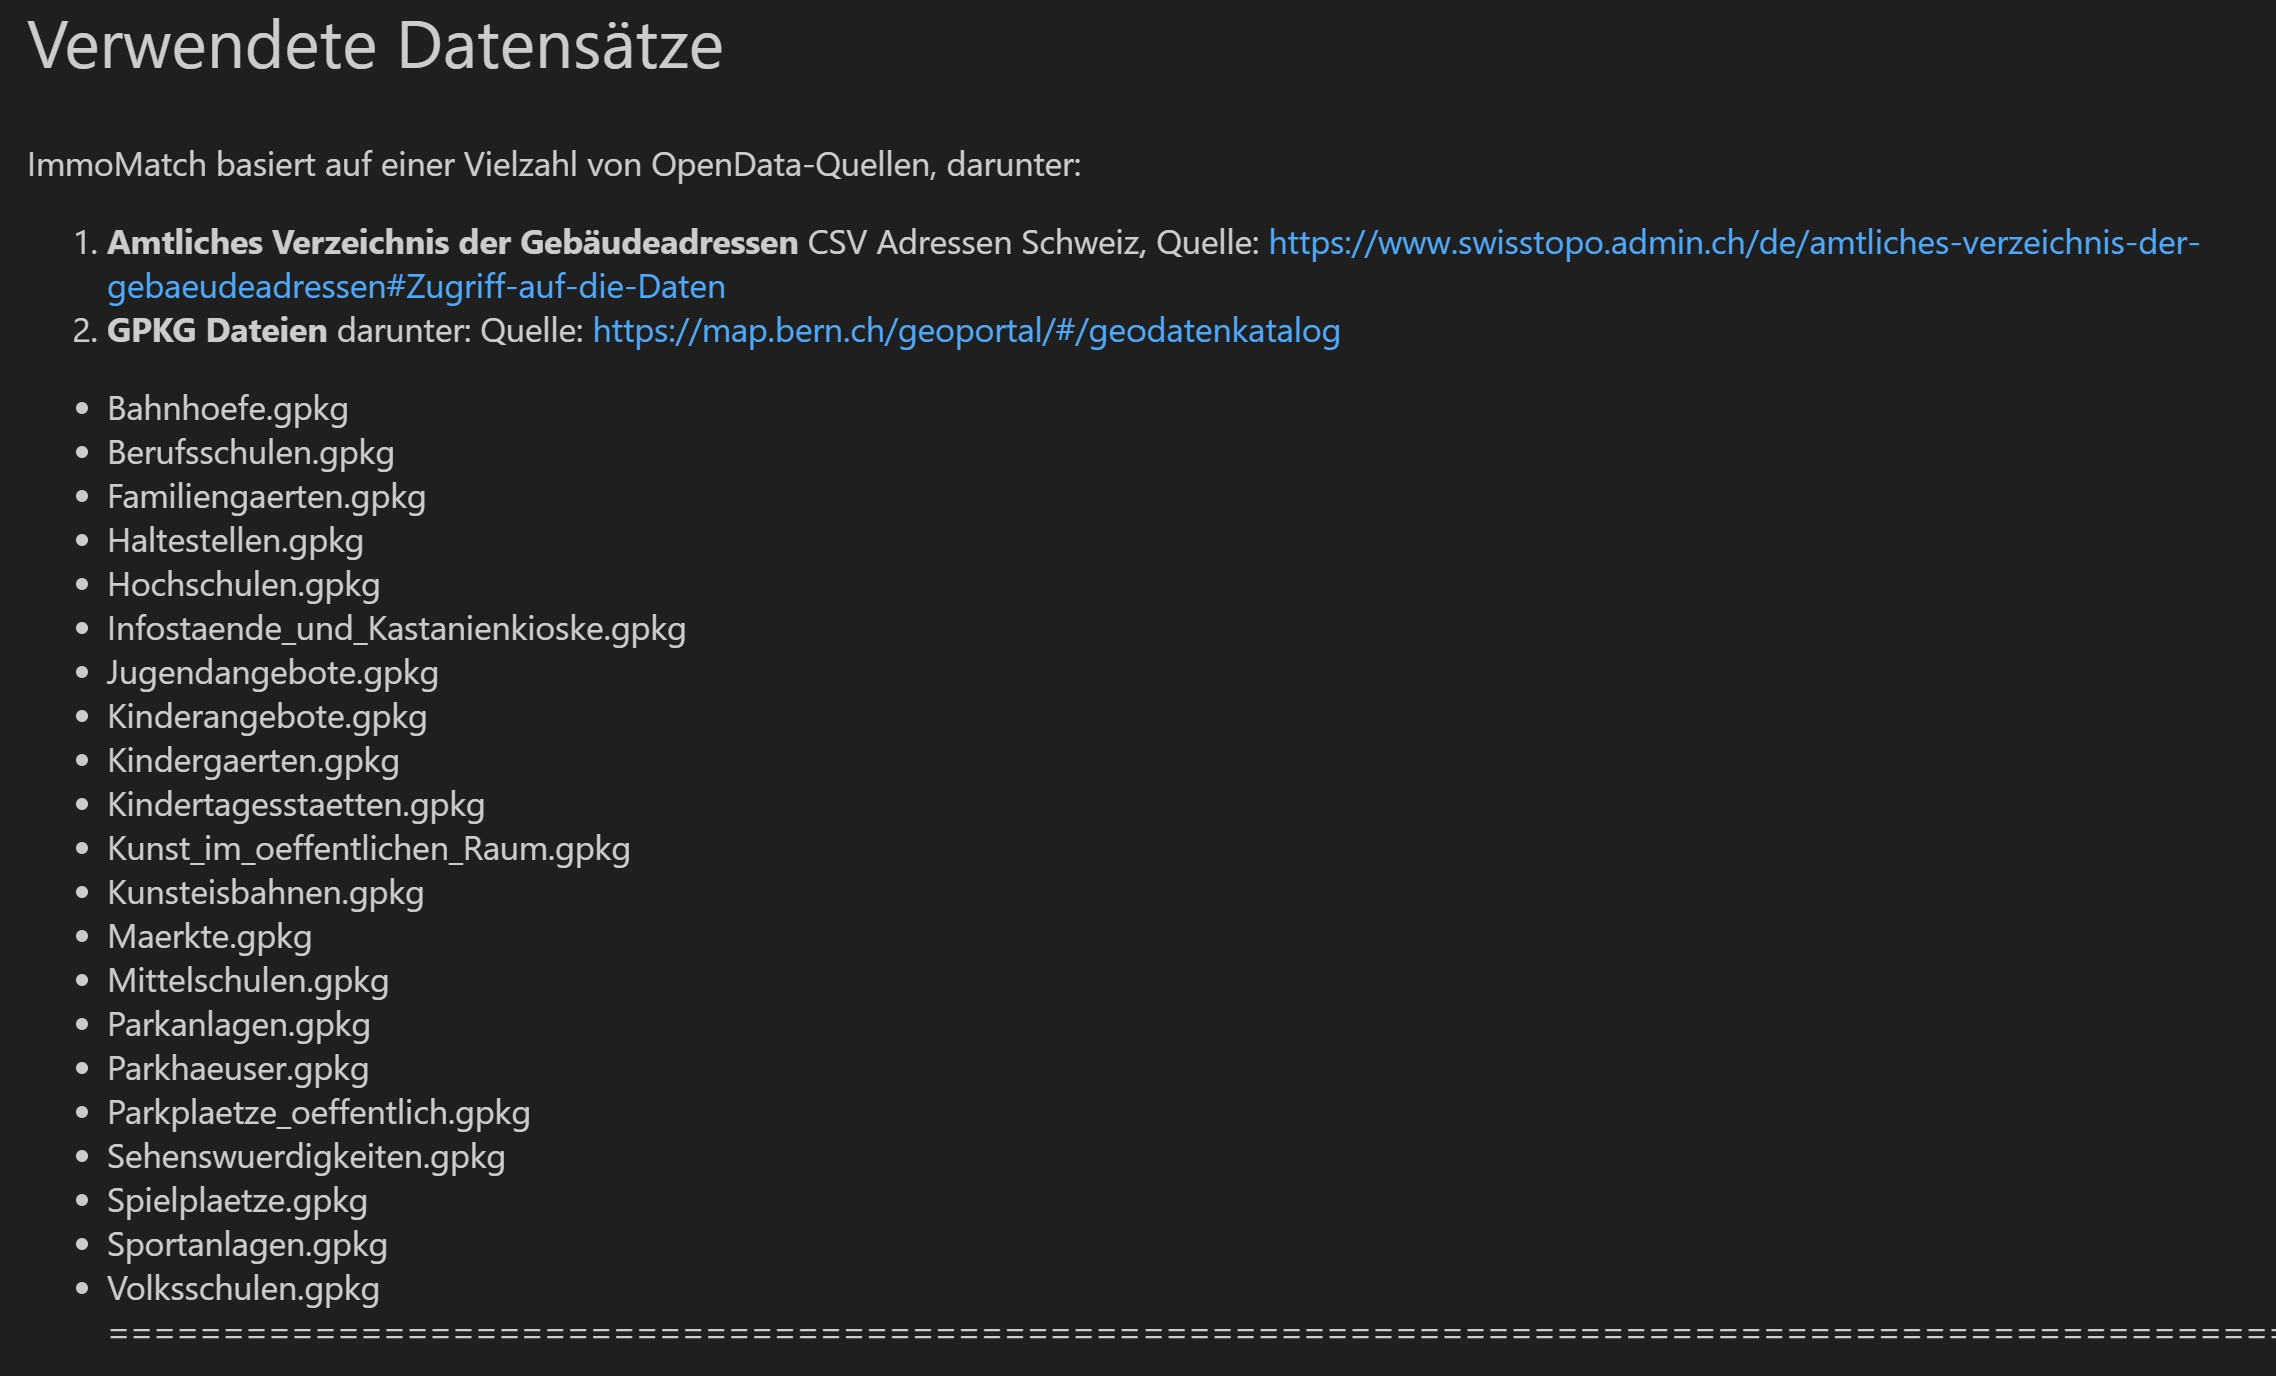 Verwendete Datensätze
ImmoMatch basiert auf einer Vielzahl von OpenData-Quellen, darunter:
1. Amtliches Verzeichnis der Gebäudeadressen CSV Adressen Schweiz, Quelle: https://www.swisstopo.admin.ch/de/amtliches-verzeichnis-der-
gebaeudeadressen#Zugriff-auf-die-Daten
2. GPKG Dateien darunter: Quelle: https://map.bern.ch/geoportal/#/geodatenkatalog
• Bahnhoefe.gpkg
• Berufsschulen.gpkg
• Familiengaerten.gpkg
• Haltestellen.gpkg
• Hochschulen.gpkg
• Infostaende_und_Kastanienkioske.gpkg
• Jugendangebote.gpkg
• Kinderangebote.gpkg
• Kindergaerten.gpkg
• Kindertagesstaetten.gpkg
• Kunst_im_oeffentlichen_Raum.gpkg
• Kunsteisbahnen.gpkg
• Maerkte.gpkg
• Mittelschulen.gpkg
• Parkanlagen.gpkg
• Parkhaeuser.gpkg
• Parkplaetze_oeffentlich.gpkg
• Sehenswuerdigkeiten.gpkg
• Spielplaetze.gpkg
• Sportanlagen.gpkg
• Volksschulen.gpkg
===============================================================================================